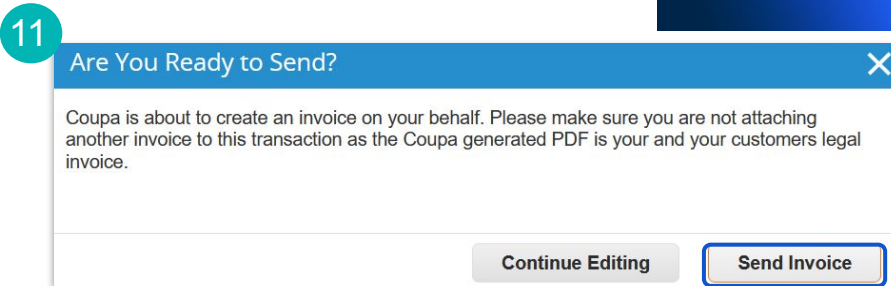 11
Are You Ready to Send?
Coupa is about to create an invoice on your behalf. Please make sure you are not attaching
another invoice to this transaction as the Coupa generated PDF is your and your customers legal
invoice.
Continue Editing
Send Invoice